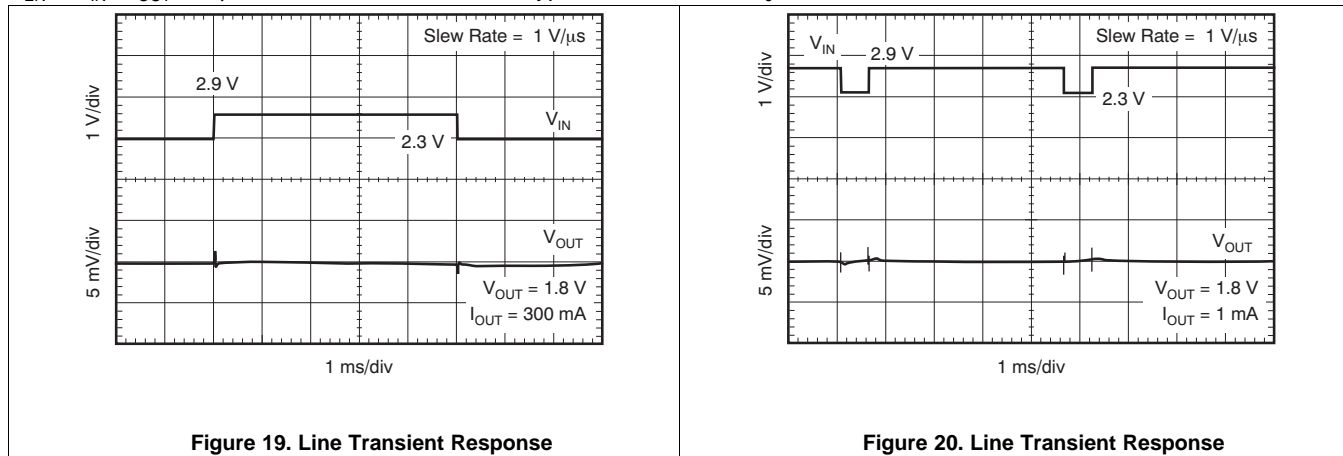 Slew Rate = 1 V/μs
1 V/div
2.9 V
V_IN
2.3 V
5 mV/div
V_OUT
V_OUT = 1.8 V
I_OUT = 300 mA
1 ms/div
Figure 19. Line Transient Response
Slew Rate = 1 V/μs
V_IN
2.9 V
1 V/div
2.3 V
5 mV/div
V_OUT
V_OUT = 1.8 V
I_OUT = 1 mA
1 ms/div
Figure 20. Line Transient Response